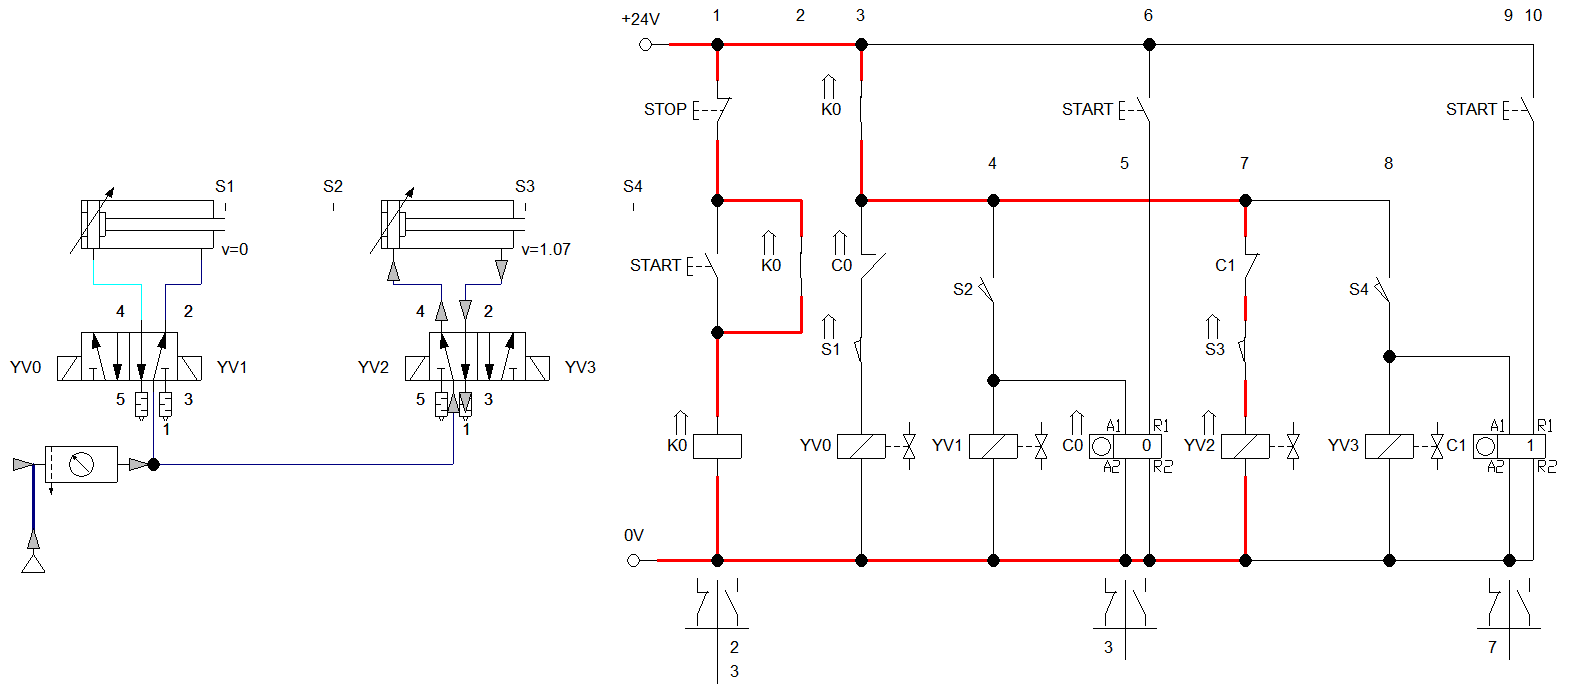 +24V 1 2 3 6 9 10
STOP K0 START START
4 5 7 8
S1 S2 S3 S4
v=0 v=1.07
START K0 C0 C1
S2 S4
4 2 4 2
S1 S3
YV0 YV1 YV2 YV3
5 3 5 3
1 1
A1 R1 A1 R1
K0 YV0 YV1 C0 0 YV2 YV3 C1 1
A2 R2 A2 R2
0V
2 3 7
3